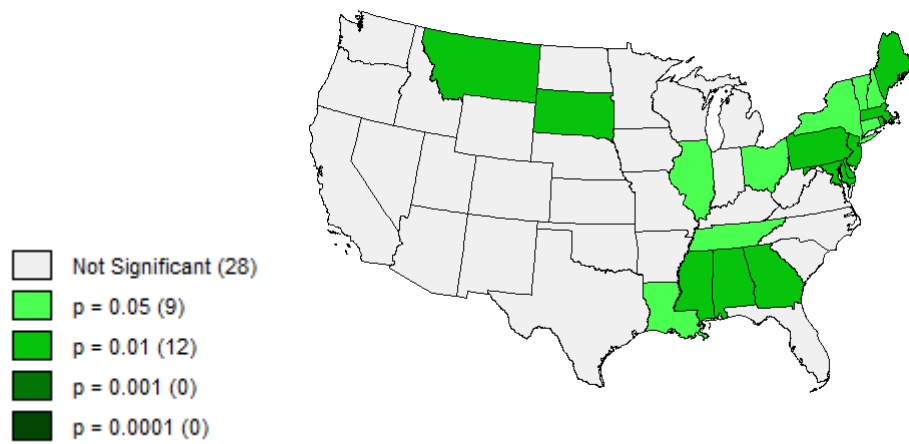 Not Significant (28)
p = 0.05 (9)
p = 0.01 (12)
p = 0.001 (0)
p = 0.0001 (0)